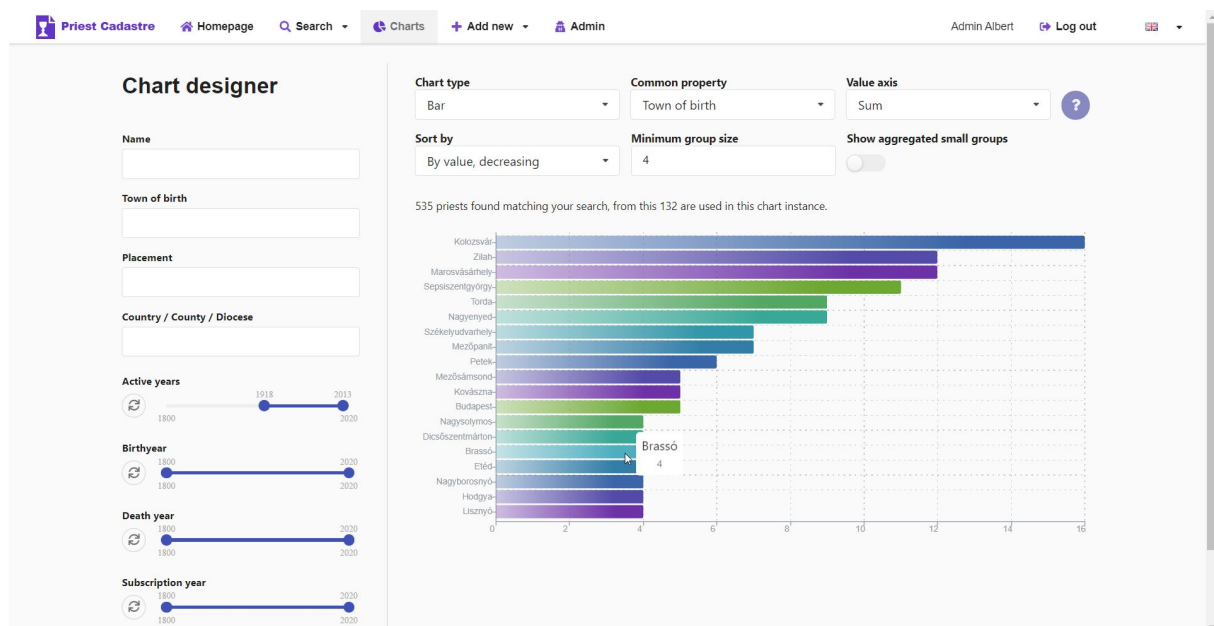 Priest Cadastre Homepage Search Charts Add new Admin Admin Albert Log out
Chart designer
Name
Town of birth
Placement
Country / County / Diocese
Active years
1918 2013
1800 2020
Birthyear
1800 2020
1800 2020
Death year
1800 2020
1800 2020
Subscription year
1800 2020
1800 2020
Chart type Common property Value axis
Bar Town of birth Sum ?
Sort by Minimum group size Show aggregated small groups
By value, decreasing 4
535 priests found matching your search, from this 132 are used in this chart instance.
Kolozsvár
Zilah
Marosvásárhely
Sepsiszentgyörgy
Torda
Nagyenyed
Székelyudvarhely
Mezőpanit
Petek
Mezősámsond
Kovászna
Budapest
Nagysolymos
Dicsőszentmárton
Brassó
Etéd
Nagyborosnyó
Hodgya
Lisznyó
Brassó
4
0 2 4 6 8 10 12 14 16